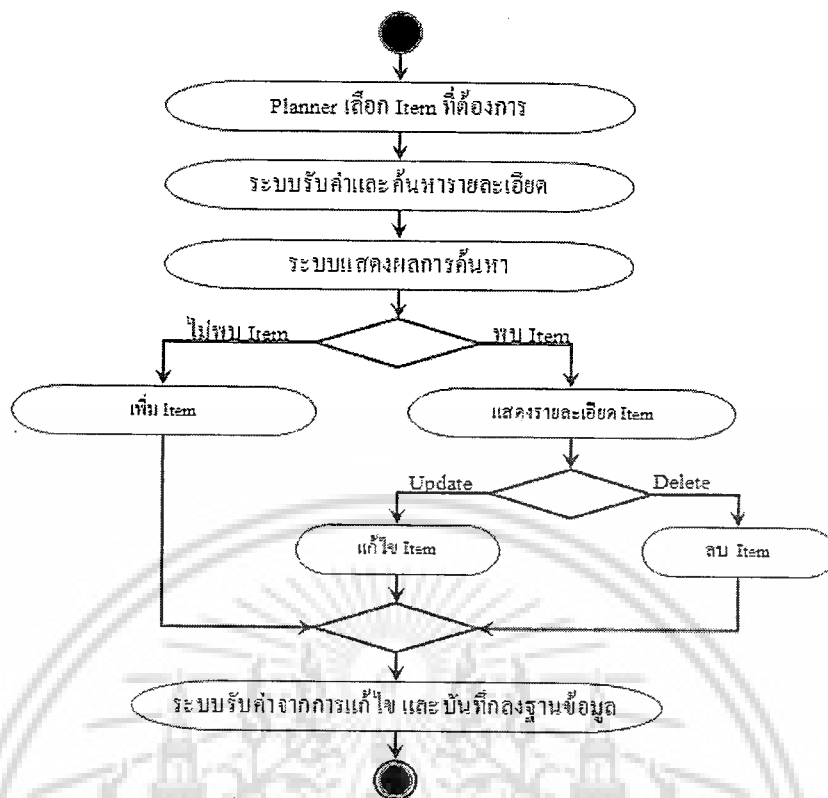 Planner เลือก Item ที่ต้องการ
ระบบรับค่าและค้นหารายละเอียด
ระบบแสดงผลการค้นหา
ไม่พบ Item
พบ Item
เพิ่ม Item
แสดงรายละเอียด Item
Update
Delete
แก้ไข Item
ลบ Item
ระบบรับค่าจากการแก้ไข และบันทึกลงฐานข้อมูล